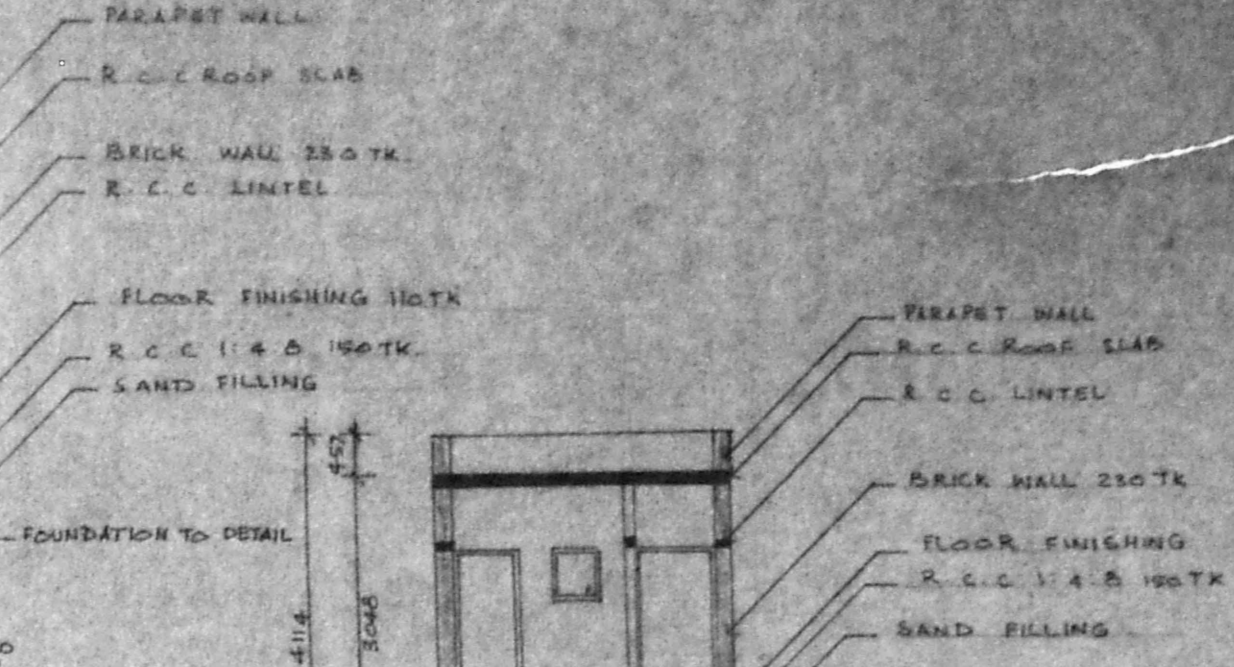 PARAPET WALL
R.C.C ROOF SLAB
BRICK WALL 230 TK.
R.C.C LINTEL
FLOOR FINISHING 110 TK
R.C.C 1:4:8 150 TK.
SAND FILLING
FOUNDATION TO DETAIL
457
4114
3048
PARAPET WALL
R.C.C ROOF SLAB
R.C.C. LINTEL
BRICK WALL 230 TK
FLOOR FINISHING
R.C.C 1:4:8 150 TK
SAND FILLING